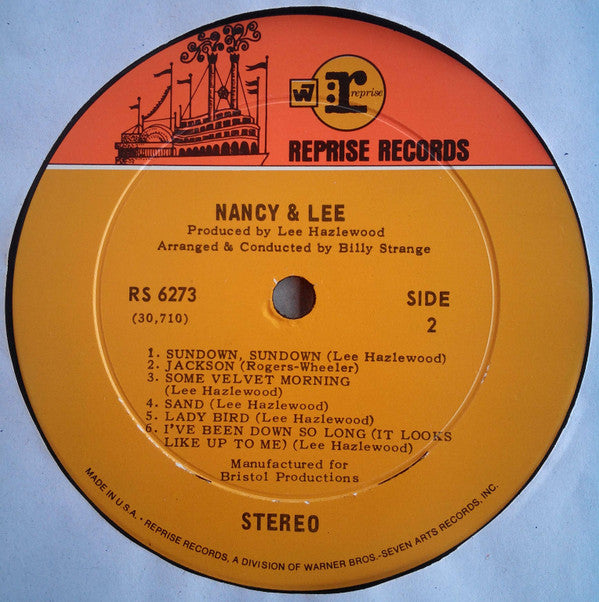 W7 r: reprise
REPRISE RECORDS
NANCY & LEE
Produced by Lee Hazlewood
Arranged & Conducted by Billy Strange
RS 6273
SIDE
(30,710)
2
1. SUNDOWN, SUNDOWN (Lee Hazlewood)
2. JACKSON (Rogers-Wheeler)
3. SOME VELVET MORNING
(Lee Hazlewood)
4. SAND (Lee Hazlewood)
5. LADY BIRD (Lee Hazlewood)
6. I'VE BEEN DOWN SO LONG (IT LOOKS
LIKE UP TO ME) (Lee Hazlewood)
Manufactured for
Bristol Productions
STEREO
MADE IN U.S.A. • REPRISE RECORDS, A DIVISION OF WARNER BROS.-SEVEN ARTS RECORDS, INC.